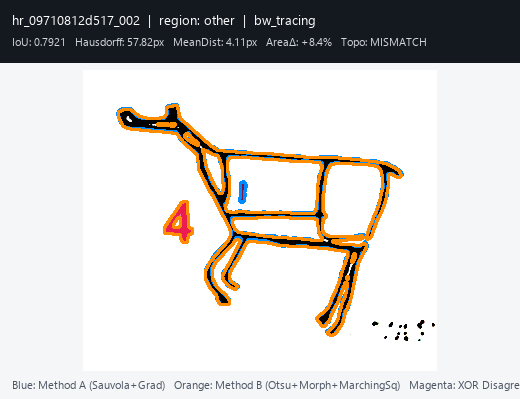 hr_09710812d517_002 | region: other | bw_tracing
IoU: 0.7921 Hausdorff: 57.82px MeanDist: 4.11px AreaΔ: +8.4% Topo: MISMATCH
4
Blue: Method A (Sauvola+Grad) Orange: Method B (Otsu+Morph+MarchingSq) Magenta: XOR Disagre